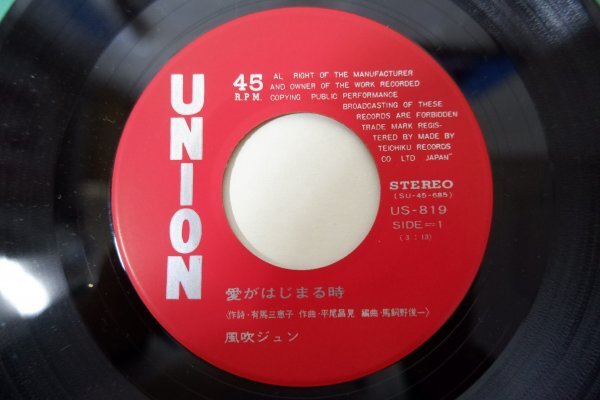 UNION
45
R.P.M.
AL RIGHT OF THE MANUFACTURER
AND OWNER OF THE WORK RECORDED
COPYING PUBLIC PERFORMANCE
BROADCASTING OF THESE
RECORDS ARE FORBIDDEN
TRADE MARK REGIS-
TERED BY MADE BY
TEICHIKU RECORDS
CO LTD JAPAN"
STEREO
(SU-45-685)
US-819
SIDE=1
(3:13)
愛がはじまる時
(作詩・有馬三恵子 作曲・平尾昌晃 編曲・馬飼野俊一)
風吹ジュン